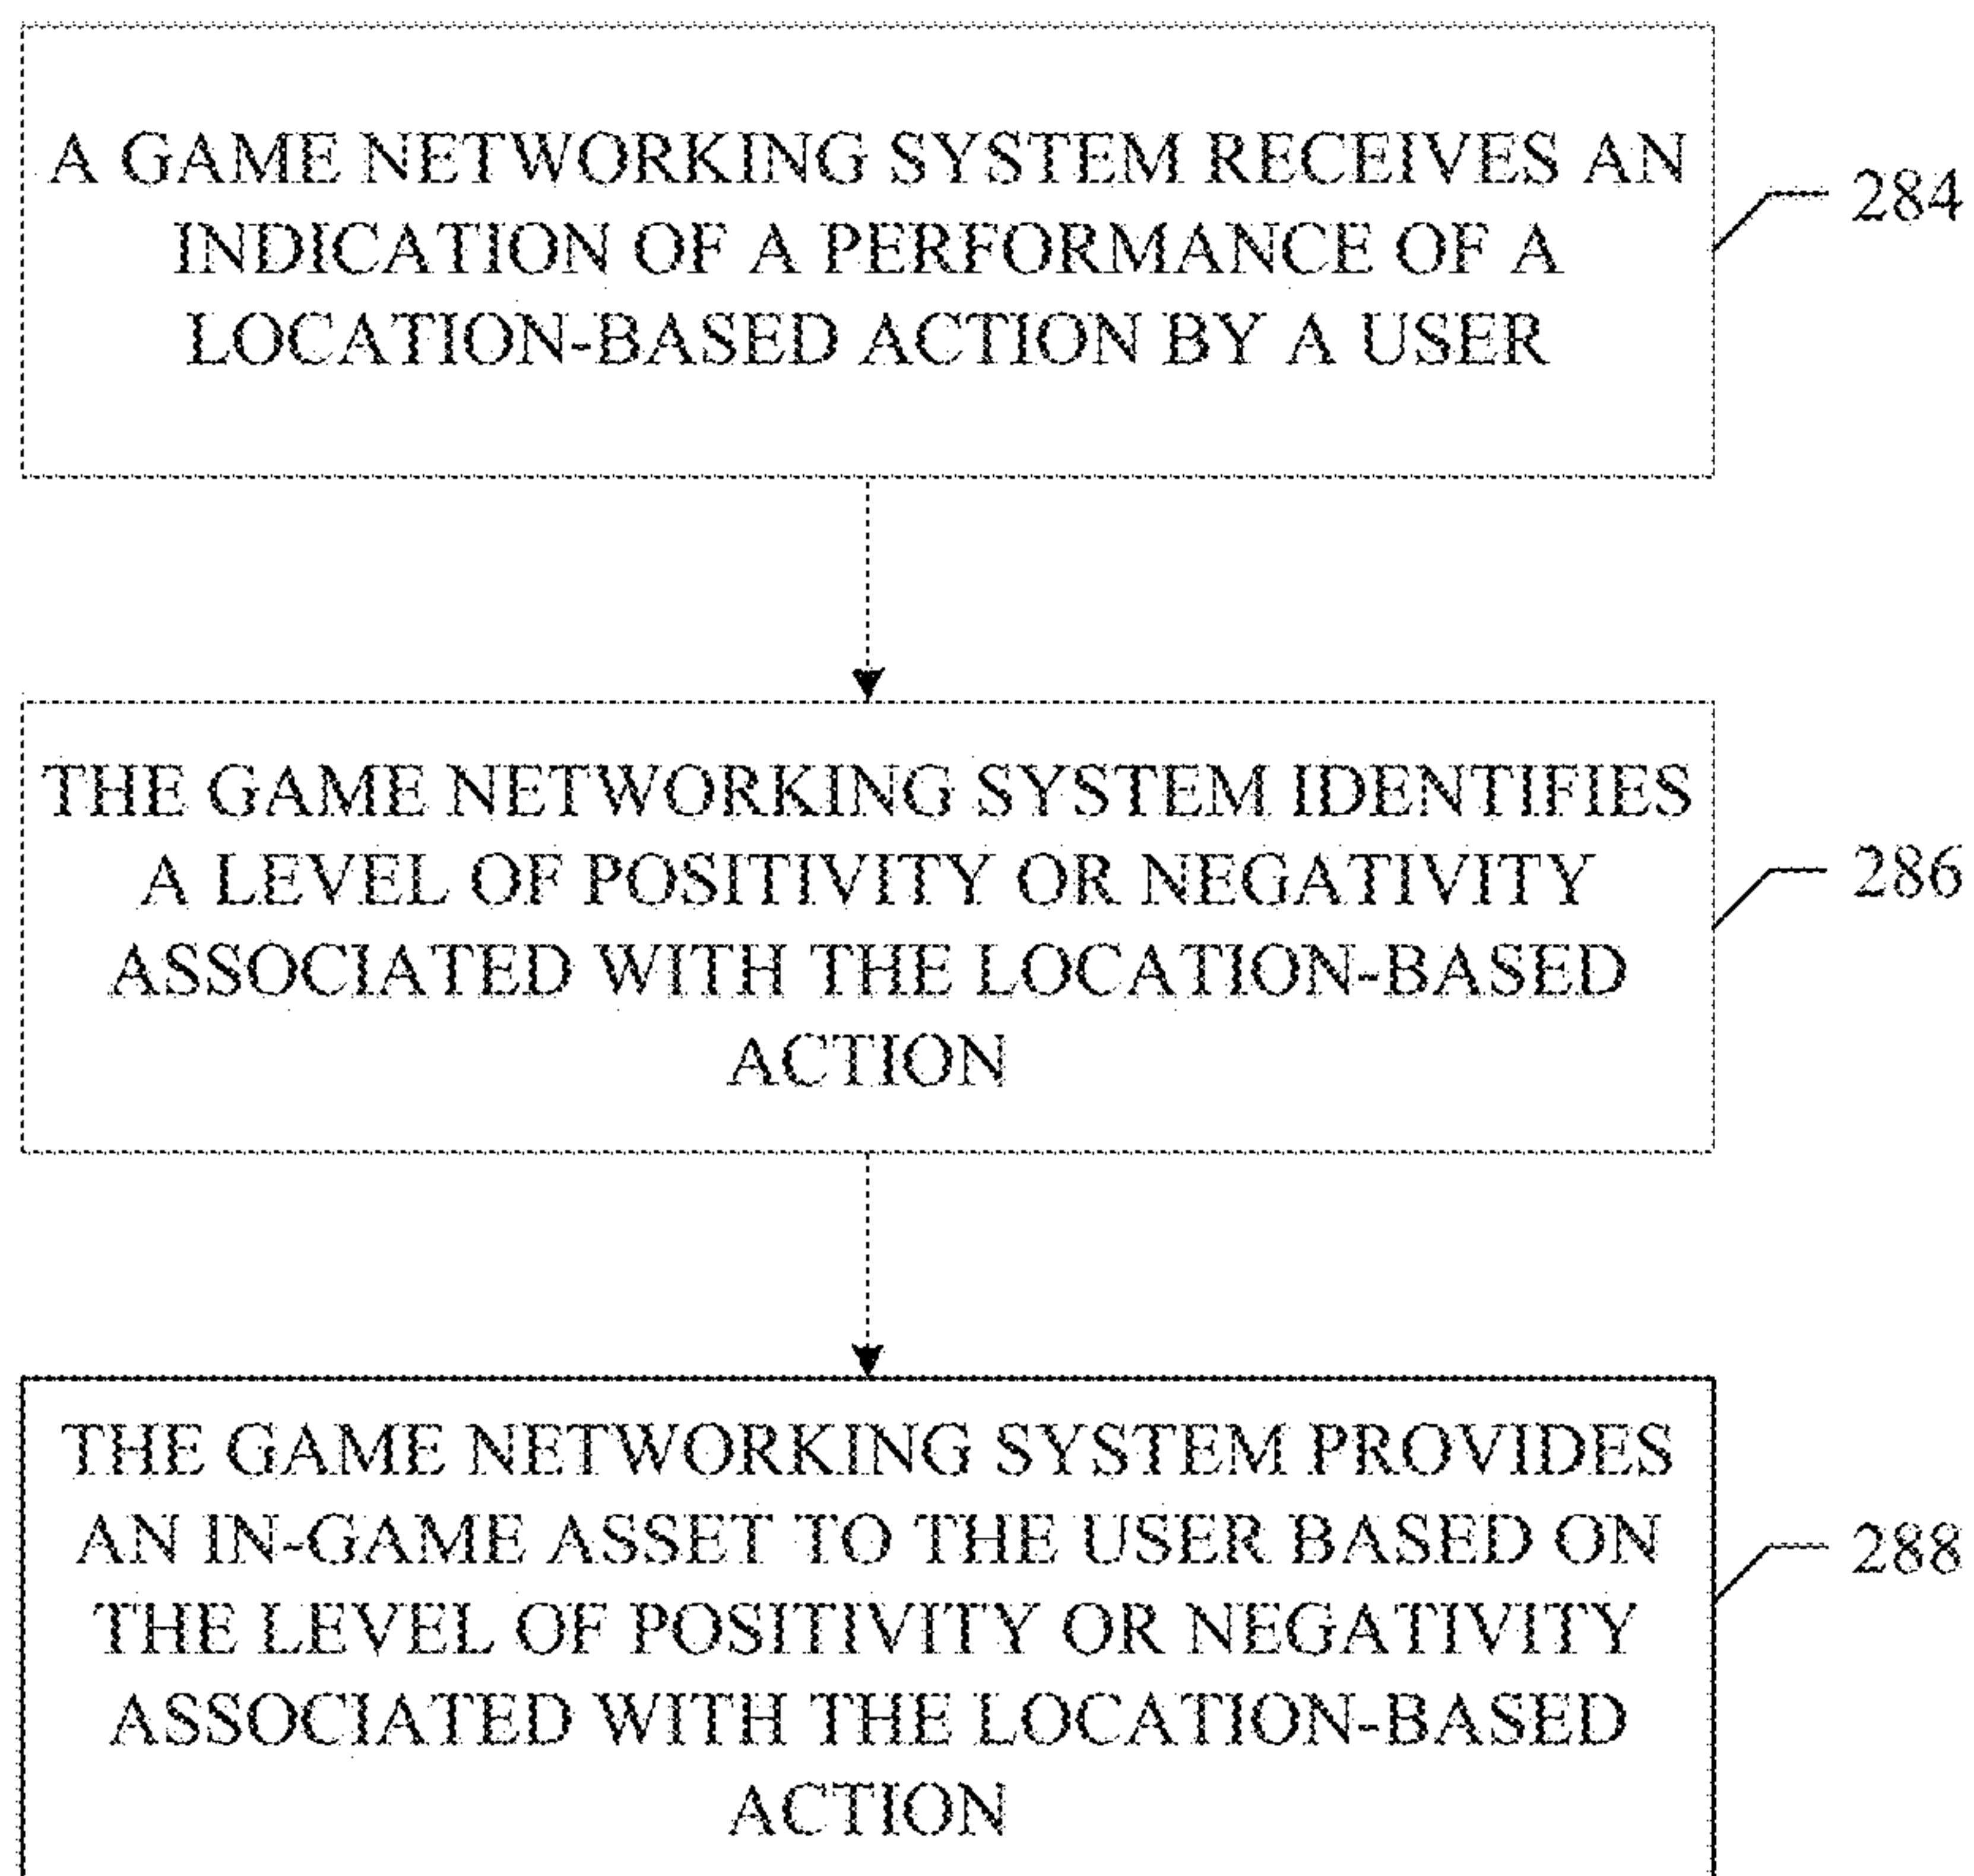 A GAME NETWORKING SYSTEM RECEIVES AN
INDICATION OF A PERFORMANCE OF A
LOCATION-BASED ACTION BY A USER
284
THE GAME NETWORKING SYSTEM IDENTIFIES
A LEVEL OF POSITIVITY OR NEGATIVITY
ASSOCIATED WITH THE LOCATION-BASED
ACTION
286
THE GAME NETWORKING SYSTEM PROVIDES
AN IN-GAME ASSET TO THE USER BASED ON
THE LEVEL OF POSITIVITY OR NEGATIVITY
ASSOCIATED WITH THE LOCATION-BASED
ACTION
288